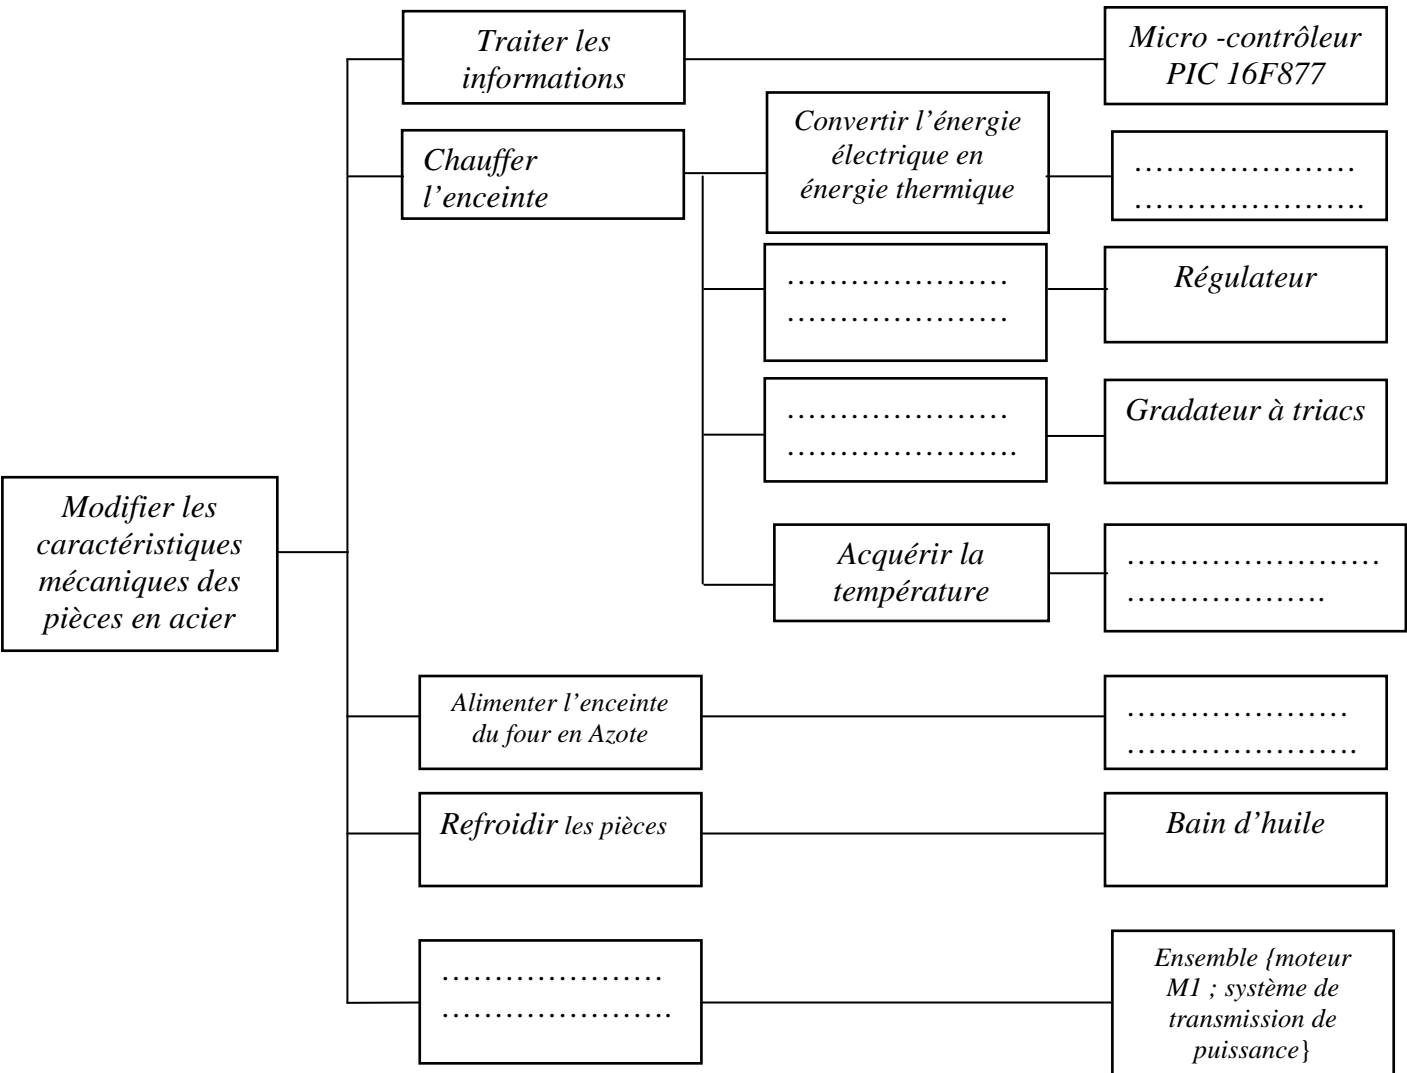 Traiter les
informations
Micro -contrôleur
PIC 16F877
Chauffer
l’enceinte
Convertir l’énergie
électrique en
énergie thermique
…………………
………………….
…………………
…………………
Régulateur
…………………
………………….
Gradateur à triacs
Modifier les
caractéristiques
mécaniques des
pièces en acier
Acquérir la
température
……………………
……………….
Alimenter l’enceinte
du four en Azote
…………………
………………….
Refroidir les pièces
Bain d’huile
…………………
………………….
Ensemble {moteur
M1 ; système de
transmission de
puissance}